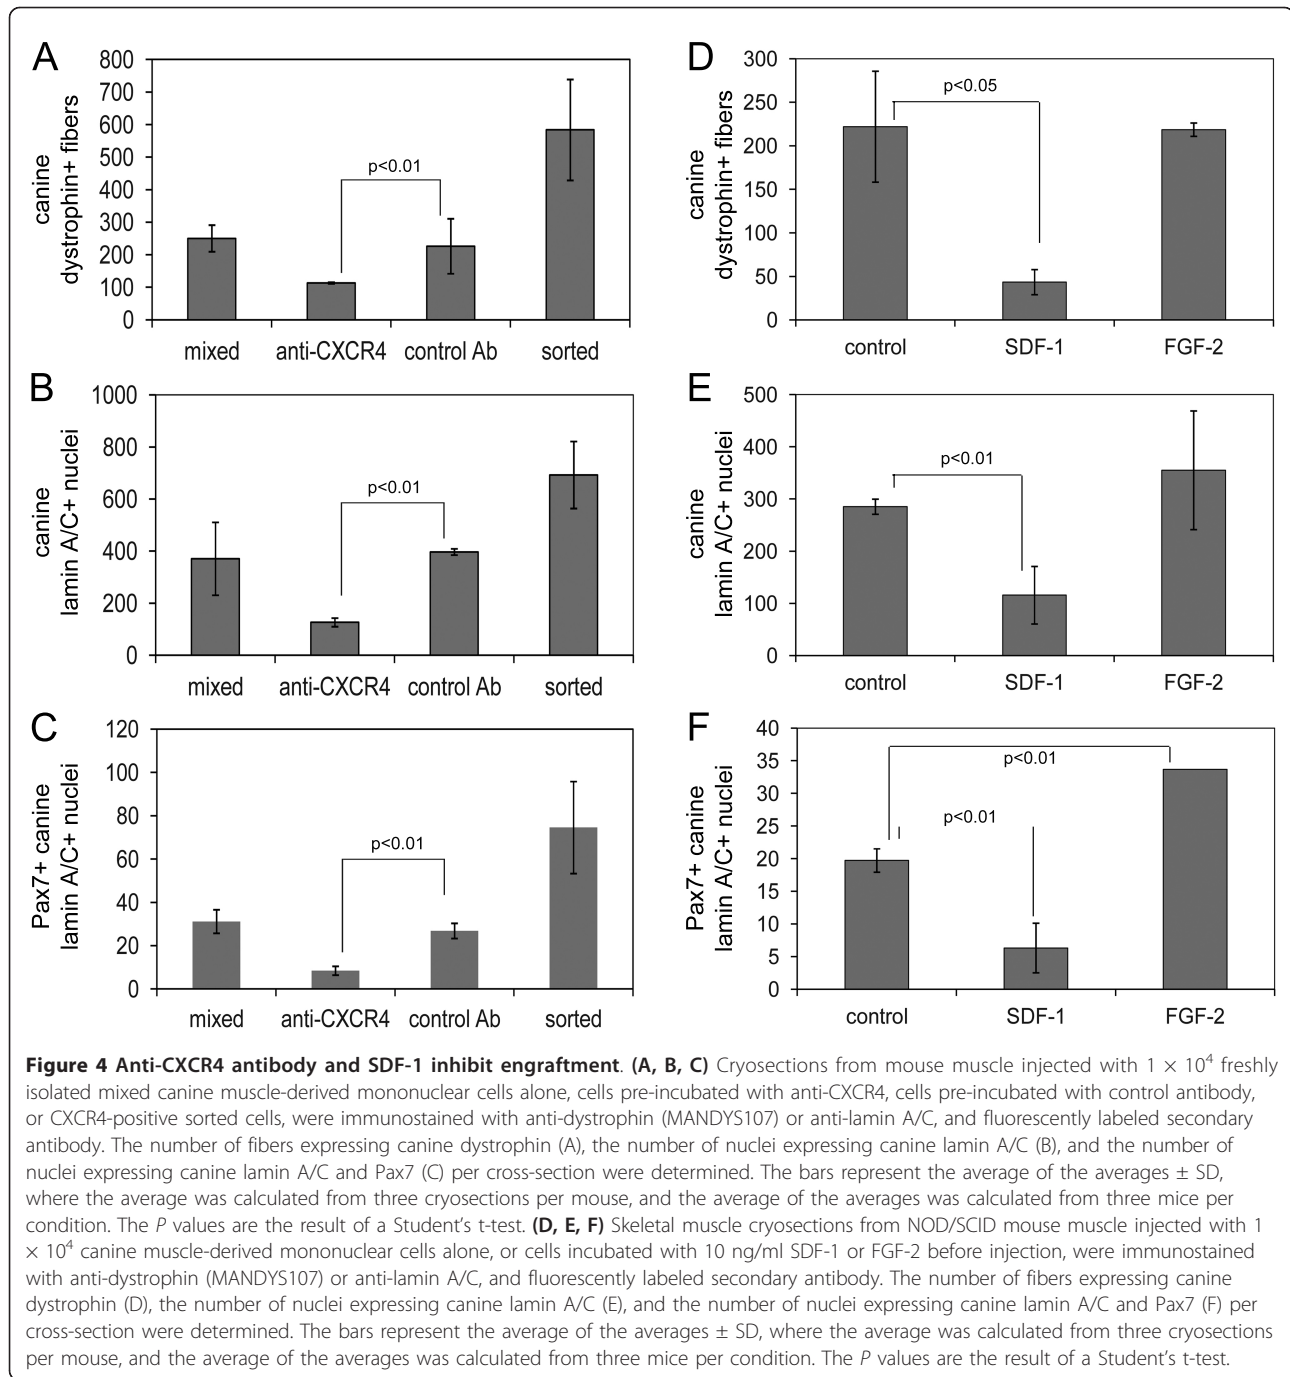 A
800
700
600
500
400
300
200
100
0
canine
dystrophin+ fibers
p<0.01
mixed anti-CXCR4 control Ab sorted
D
300
250
200
150
100
50
0
canine
dystrophin+ fibers
p<0.05
control SDF-1 FGF-2
B
1000
800
600
400
200
0
canine
lamin A/C+ nuclei
p<0.01
mixed anti-CXCR4 control Ab sorted
E
500
400
300
200
100
0
canine
lamin A/C+ nuclei
p<0.01
control SDF-1 FGF-2
C
120
100
80
60
40
20
0
Pax7+ canine
lamin A/C+ nuclei
p<0.01
mixed anti-CXCR4 control Ab sorted
F
40
35
30
25
20
15
10
5
0
Pax7+ canine
lamin A/C+ nuclei
p<0.01
p<0.01
control SDF-1 FGF-2
Figure 4 Anti-CXCR4 antibody and SDF-1 inhibit engraftment. (A, B, C) Cryosections from mouse muscle injected with 1 × 10⁴ freshly
isolated mixed canine muscle-derived mononuclear cells alone, cells pre-incubated with anti-CXCR4, cells pre-incubated with control antibody,
or CXCR4-positive sorted cells, were immunostained with anti-dystrophin (MANDYS107) or anti-lamin A/C, and fluorescently labeled secondary
antibody. The number of fibers expressing canine dystrophin (A), the number of nuclei expressing canine lamin A/C (B), and the number of
nuclei expressing canine lamin A/C and Pax7 (C) per cross-section were determined. The bars represent the average of the averages ± SD,
where the average was calculated from three cryosections per mouse, and the average of the averages was calculated from three mice per
condition. The P values are the result of a Student's t-test. (D, E, F) Skeletal muscle cryosections from NOD/SCID mouse muscle injected with 1
× 10⁴ canine muscle-derived mononuclear cells alone, or cells incubated with 10 ng/ml SDF-1 or FGF-2 before injection, were immunostained
with anti-dystrophin (MANDYS107) or anti-lamin A/C, and fluorescently labeled secondary antibody. The number of fibers expressing canine
dystrophin (D), the number of nuclei expressing canine lamin A/C (E), and the number of nuclei expressing canine lamin A/C and Pax7 (F) per
cross-section were determined. The bars represent the average of the averages ± SD, where the average was calculated from three cryosections
per mouse, and the average of the averages was calculated from three mice per condition. The P values are the result of a Student's t-test.